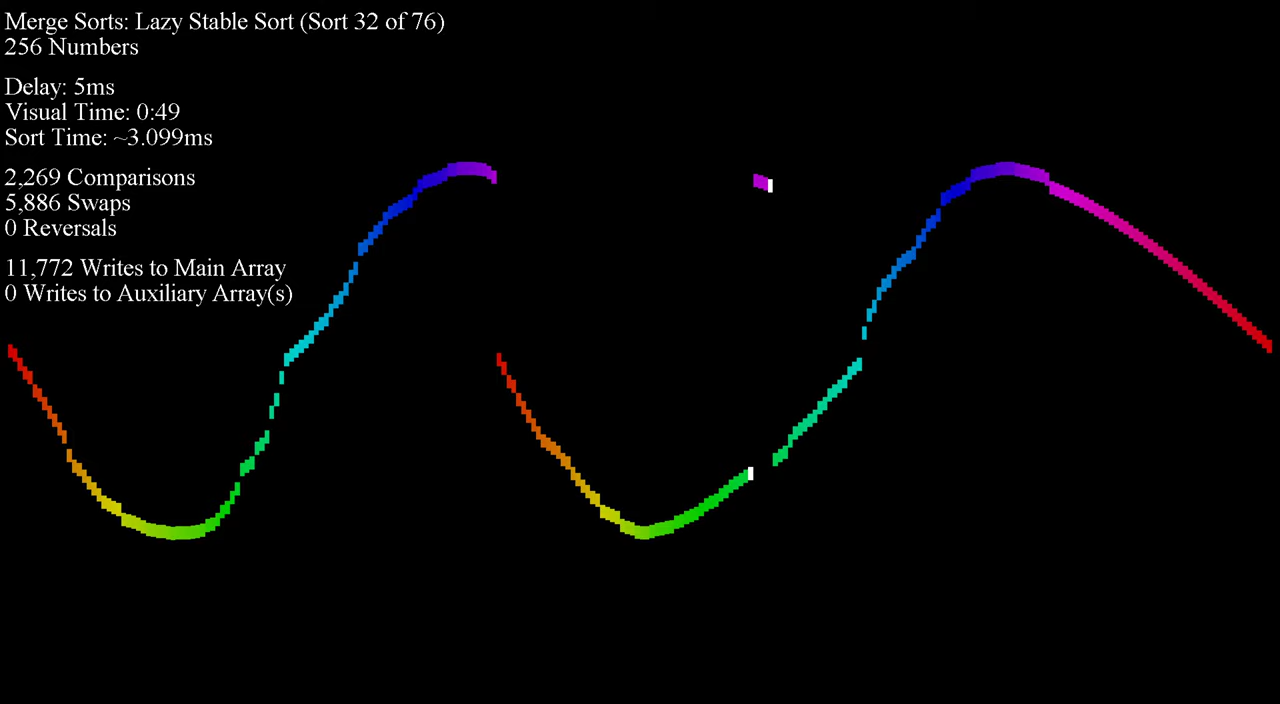 Merge Sorts: Lazy Stable Sort (Sort 32 of 76)
256 Numbers
Delay: 5ms
Visual Time: 0:49
Sort Time: ~3.099ms
2,269 Comparisons
5,886 Swaps
0 Reversals
11,772 Writes to Main Array
0 Writes to Auxiliary Array(s)